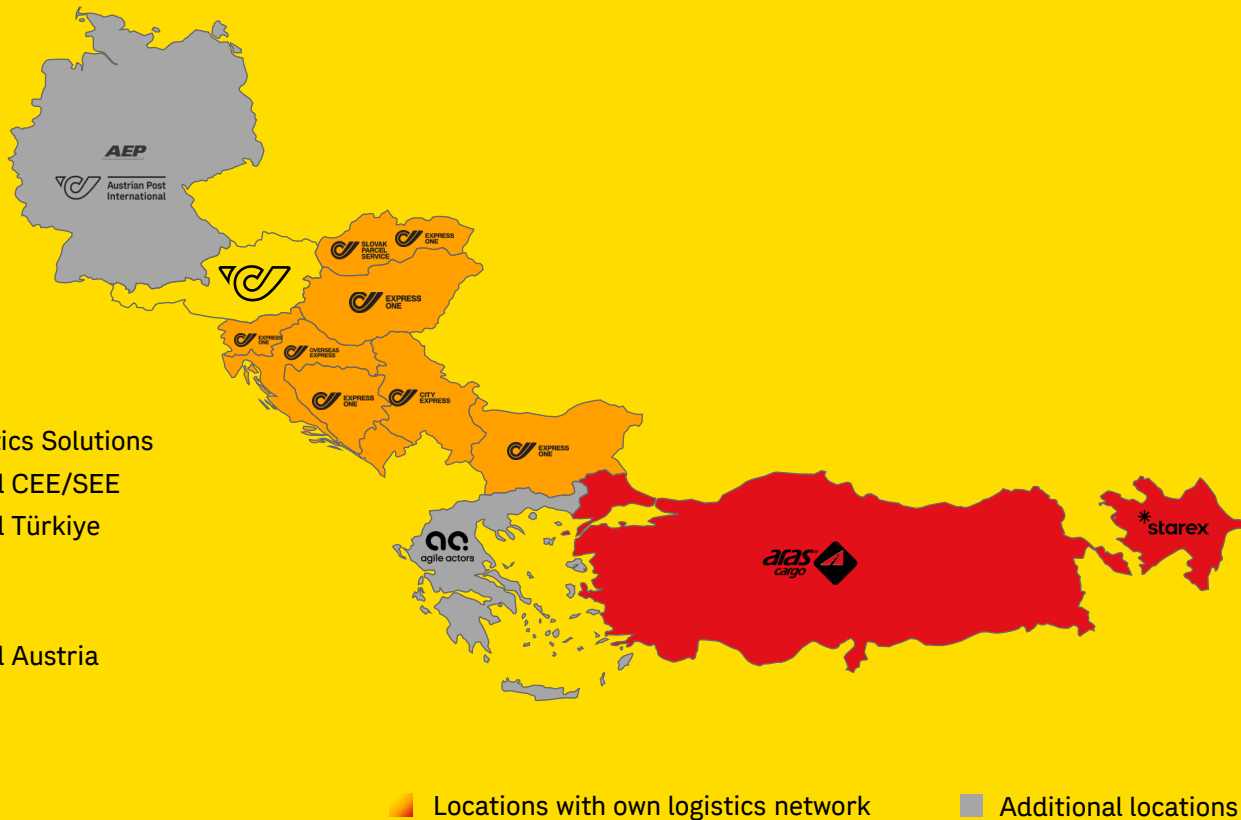 AEP
Austrian Post
International
SLOVAK
PARCEL
SERVICE
EXPRESS
ONE
EXPRESS
ONE
EXPRESS
ONE
OVERSEAS
EXPRESS
EXPRESS
ONE
CITY
EXPRESS
EXPRESS
ONE
tics Solutions
l CEE/SEE
l Türkiye
agile actors
aras®
cargo
starex
l Austria
Locations with own logistics network
Additional locations